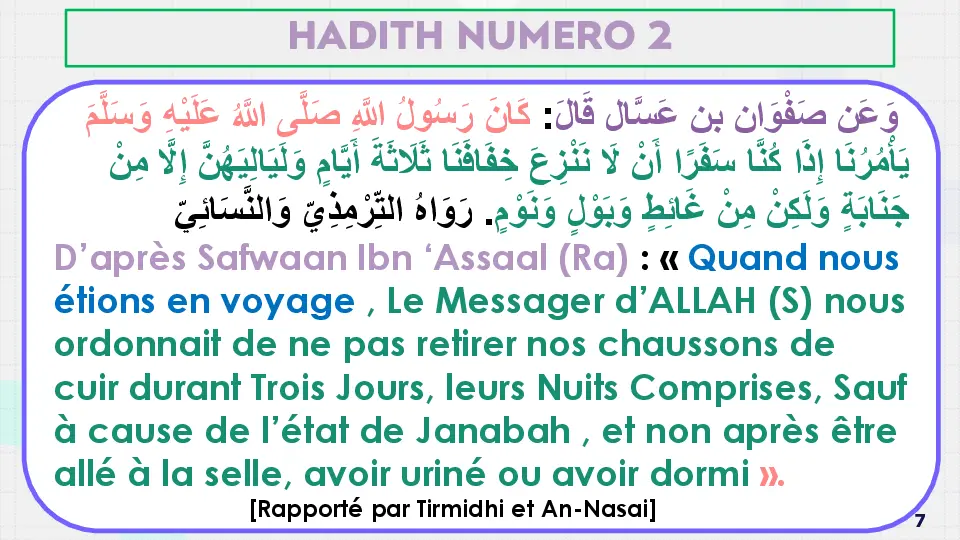 HADITH NUMERO 2
وَعَن صَفْوَان بن عَسَّال قَالَ: كَانَ رَسُولُ اللَّهِ صَلَّى اللَّهُ عَلَيْهِ وَسَلَّمَ
يَأْمُرُنَا إِذَا كُنَّا سَفَرًا أَنْ لَا نَنْزِعَ خِفَافَنَا ثَلَاثَةَ أَيَّامٍ وَلَيَالِيَهُنَّ إِلَّا مِنْ
جَنَابَةٍ وَلَكِنْ مِنْ غَائِطٍ وَبَوْلٍ وَنَوْمٍ. رَوَاهُ التِّرْمِذِيّ وَالنَّسَائِيّ
D’après Safwaan Ibn ‘Assaal (Ra) : « Quand nous
étions en voyage , Le Messager d’ALLAH (S) nous
ordonnait de ne pas retirer nos chaussons de
cuir durant Trois Jours, leurs Nuits Comprises, Sauf
à cause de l’état de Janabah , et non après être
allé à la selle, avoir uriné ou avoir dormi ».
[Rapporté par Tirmidhi et An-Nasai]
7